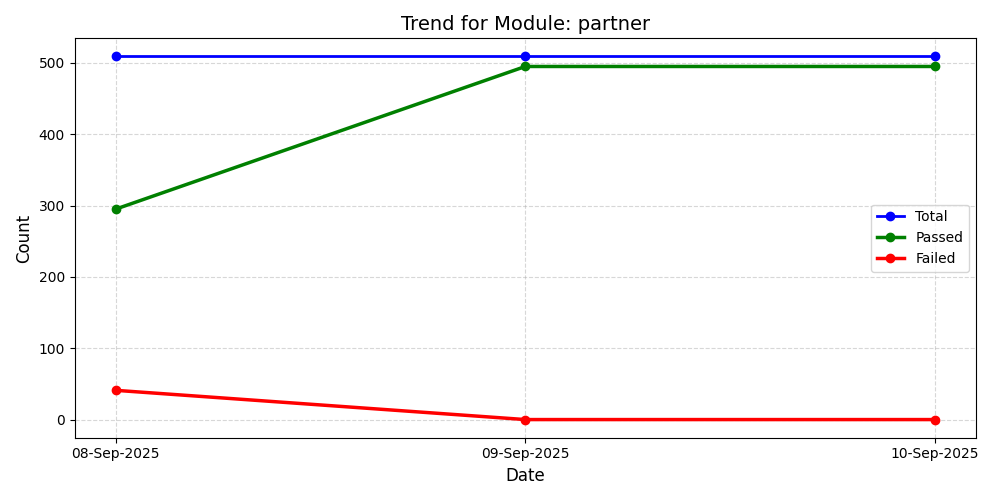 Trend for Module: partner
500
400
300
200
100
0
Count
Total
Passed
Failed
08-Sep-2025
09-Sep-2025
10-Sep-2025
Date